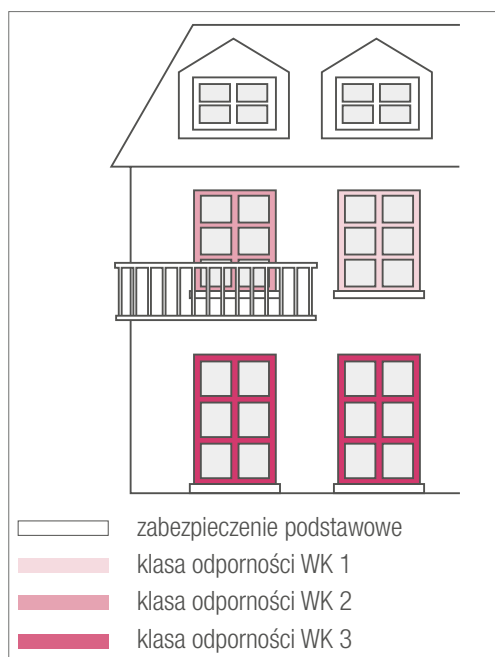 zabezpieczenie podstawowe
klasa odporności WK 1
klasa odporności WK 2
klasa odporności WK 3